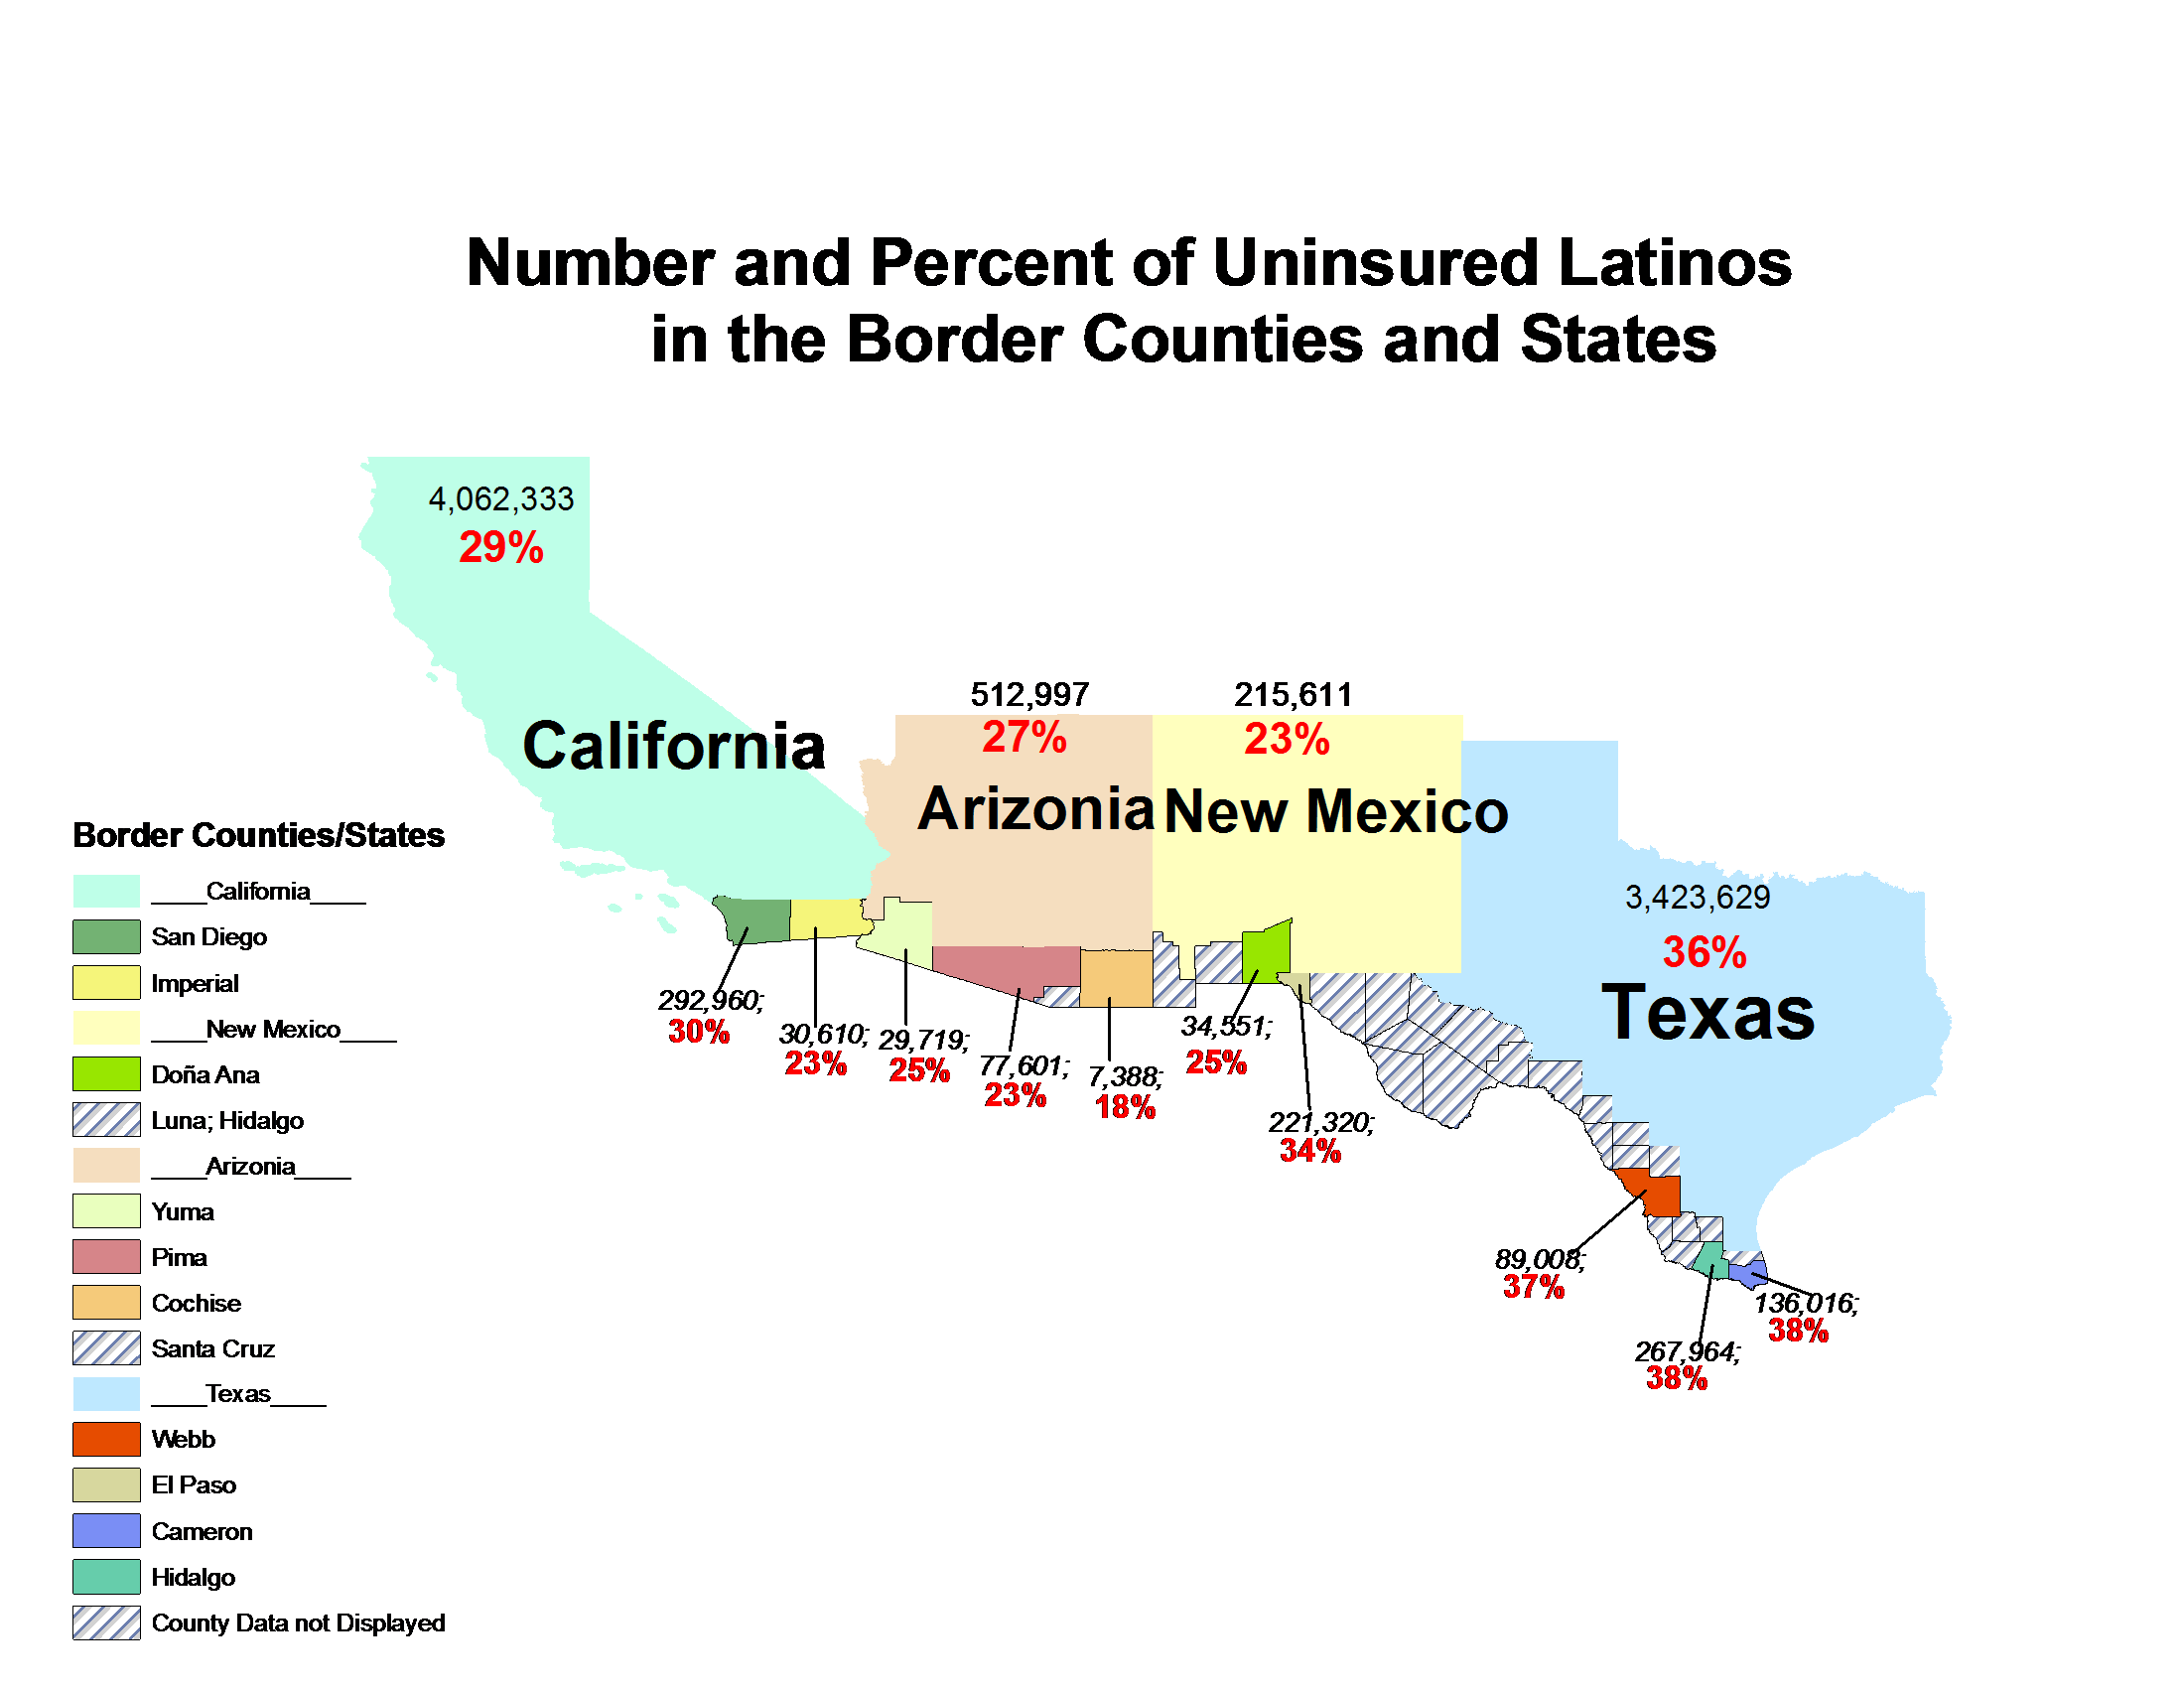 Number and Percent of Uninsured Latinos
in the Border Counties and States
4,062,333
29%
California
512,997
27%
Arizonia
215,611
23%
New Mexico
3,423,629
36%
Texas
292,960;
30%
30,610;
23%
29,719;
25%
77,601;
23%
7,388;
18%
34,551;
25%
221,320;
34%
89,008;
37%
267,964;
38%
136,016;
38%
Border Counties/States
____California____
San Diego
Imperial
____New Mexico____
Doña Ana
Luna; Hidalgo
____Arizonia____
Yuma
Pima
Cochise
Santa Cruz
____Texas____
Webb
El Paso
Cameron
Hidalgo
County Data not Displayed